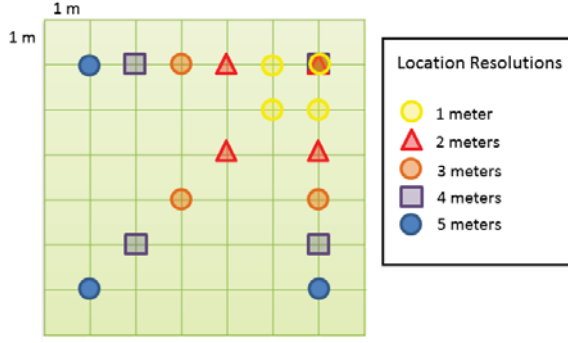 1 m
1 m
Location Resolutions
1 meter
2 meters
3 meters
4 meters
5 meters